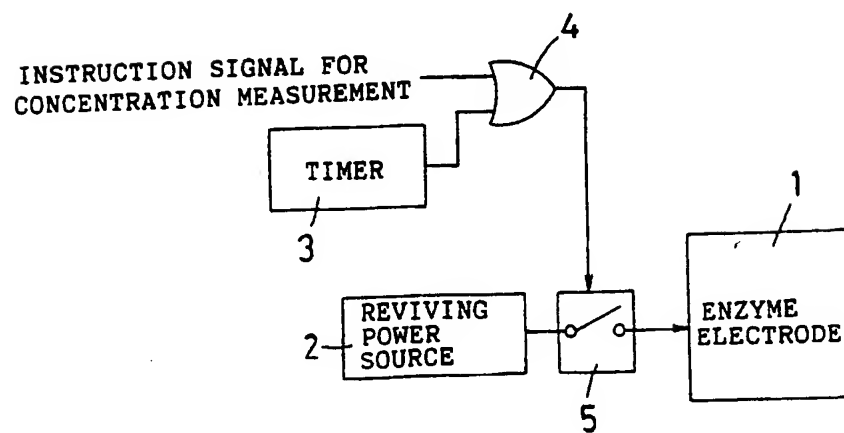 4
INSTRUCTION SIGNAL FOR
CONCENTRATION MEASUREMENT
TIMER
3
1
REVIVING
POWER
SOURCE
2
ENZYME
ELECTRODE
5